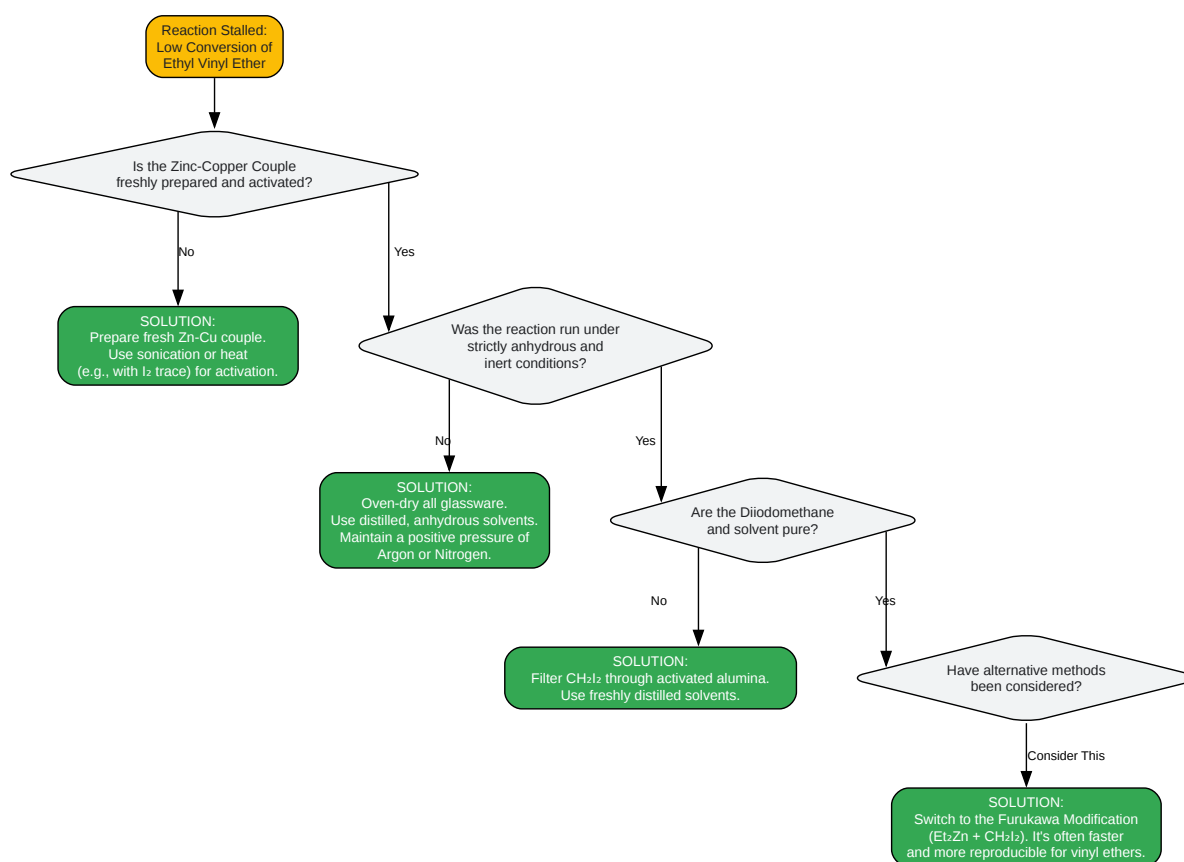 Reaction Stalled:
Low Conversion of
Ethyl Vinyl Ether
Is the Zinc-Copper Couple
freshly prepared and activated?
No
Yes
SOLUTION:
Prepare fresh Zn-Cu couple.
Use sonication or heat
(e.g., with I₂ trace) for activation.
Was the reaction run under
strictly anhydrous and
inert conditions?
No
Yes
SOLUTION:
Oven-dry all glassware.
Use distilled, anhydrous solvents.
Maintain a positive pressure of
Argon or Nitrogen.
Are the Diiodomethane
and solvent pure?
No
Yes
SOLUTION:
Filter CH₂I₂ through activated alumina.
Use freshly distilled solvents.
Have alternative methods
been considered?
Consider This
SOLUTION:
Switch to the Furukawa Modification
(Et₂Zn + CH₂I₂). It's often faster
and more reproducible for vinyl ethers.